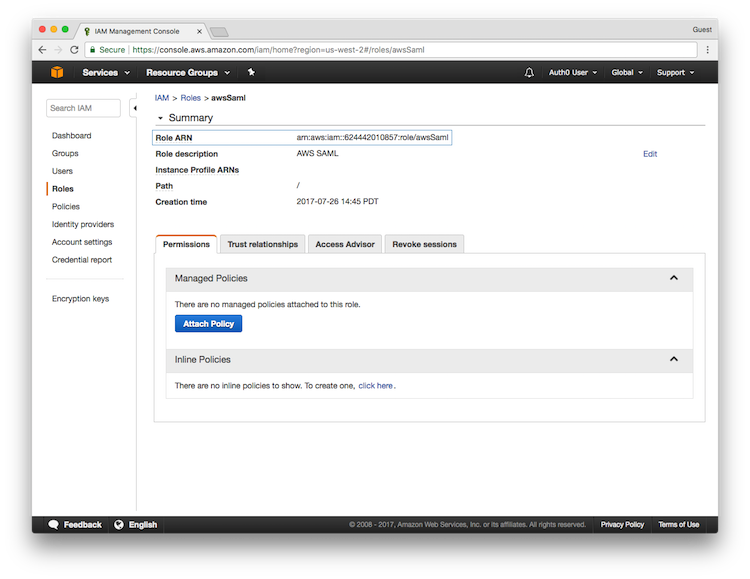 IAM Management Console
Guest
Secure https://console.aws.amazon.com/iam/home?region=us-west-2#/roles/awsSaml
Services Resource Groups Auth0 User Global Support
Search IAM
Dashboard
Groups
Users
Roles
Policies
Identity providers
Account settings
Credential report
Encryption keys
IAM > Roles > awsSaml
Summary
Role ARN arn:aws:iam::624442010857:role/awsSaml
Role description AWS SAML Edit
Instance Profile ARNs
Path /
Creation time 2017-07-26 14:45 PDT
Permissions Trust relationships Access Advisor Revoke sessions
Managed Policies
There are no managed policies attached to this role.
Attach Policy
Inline Policies
There are no inline policies to show. To create one, click here.
Feedback English © 2008 - 2017, Amazon Web Services, Inc. or its affiliates. All rights reserved. Privacy Policy Terms of Use